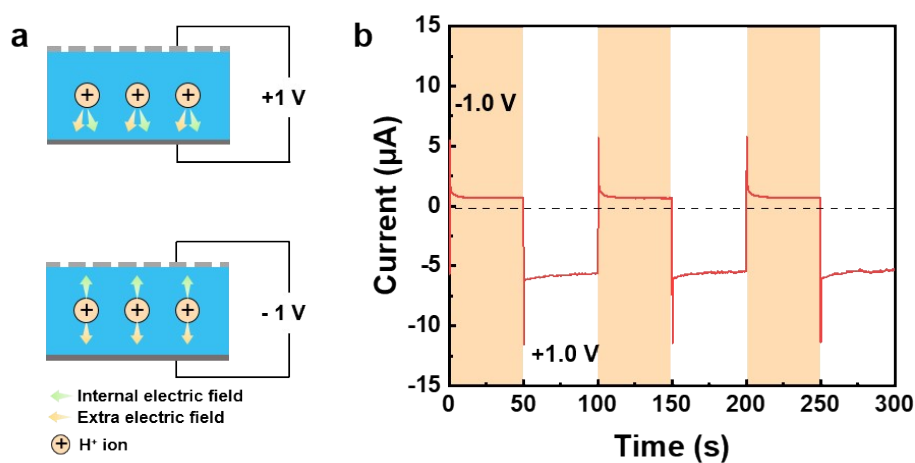 a
+1 V
- 1 V
Internal electric field
Extra electric field
H⁺ ion
+ + +
+ + +
+
b
Current (μA)
15
10
5
0
-5
-10
-15
-1.0 V
+1.0 V
0 50 100 150 200 250 300
Time (s)